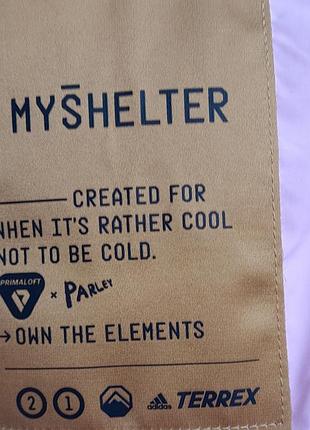 MYSHELTER
CREATED FOR
WHEN IT'S RATHER COOL
NOT TO BE COLD.
PRIMALOFT × PARLEY
→ OWN THE ELEMENTS
2 1 adidas TERREX